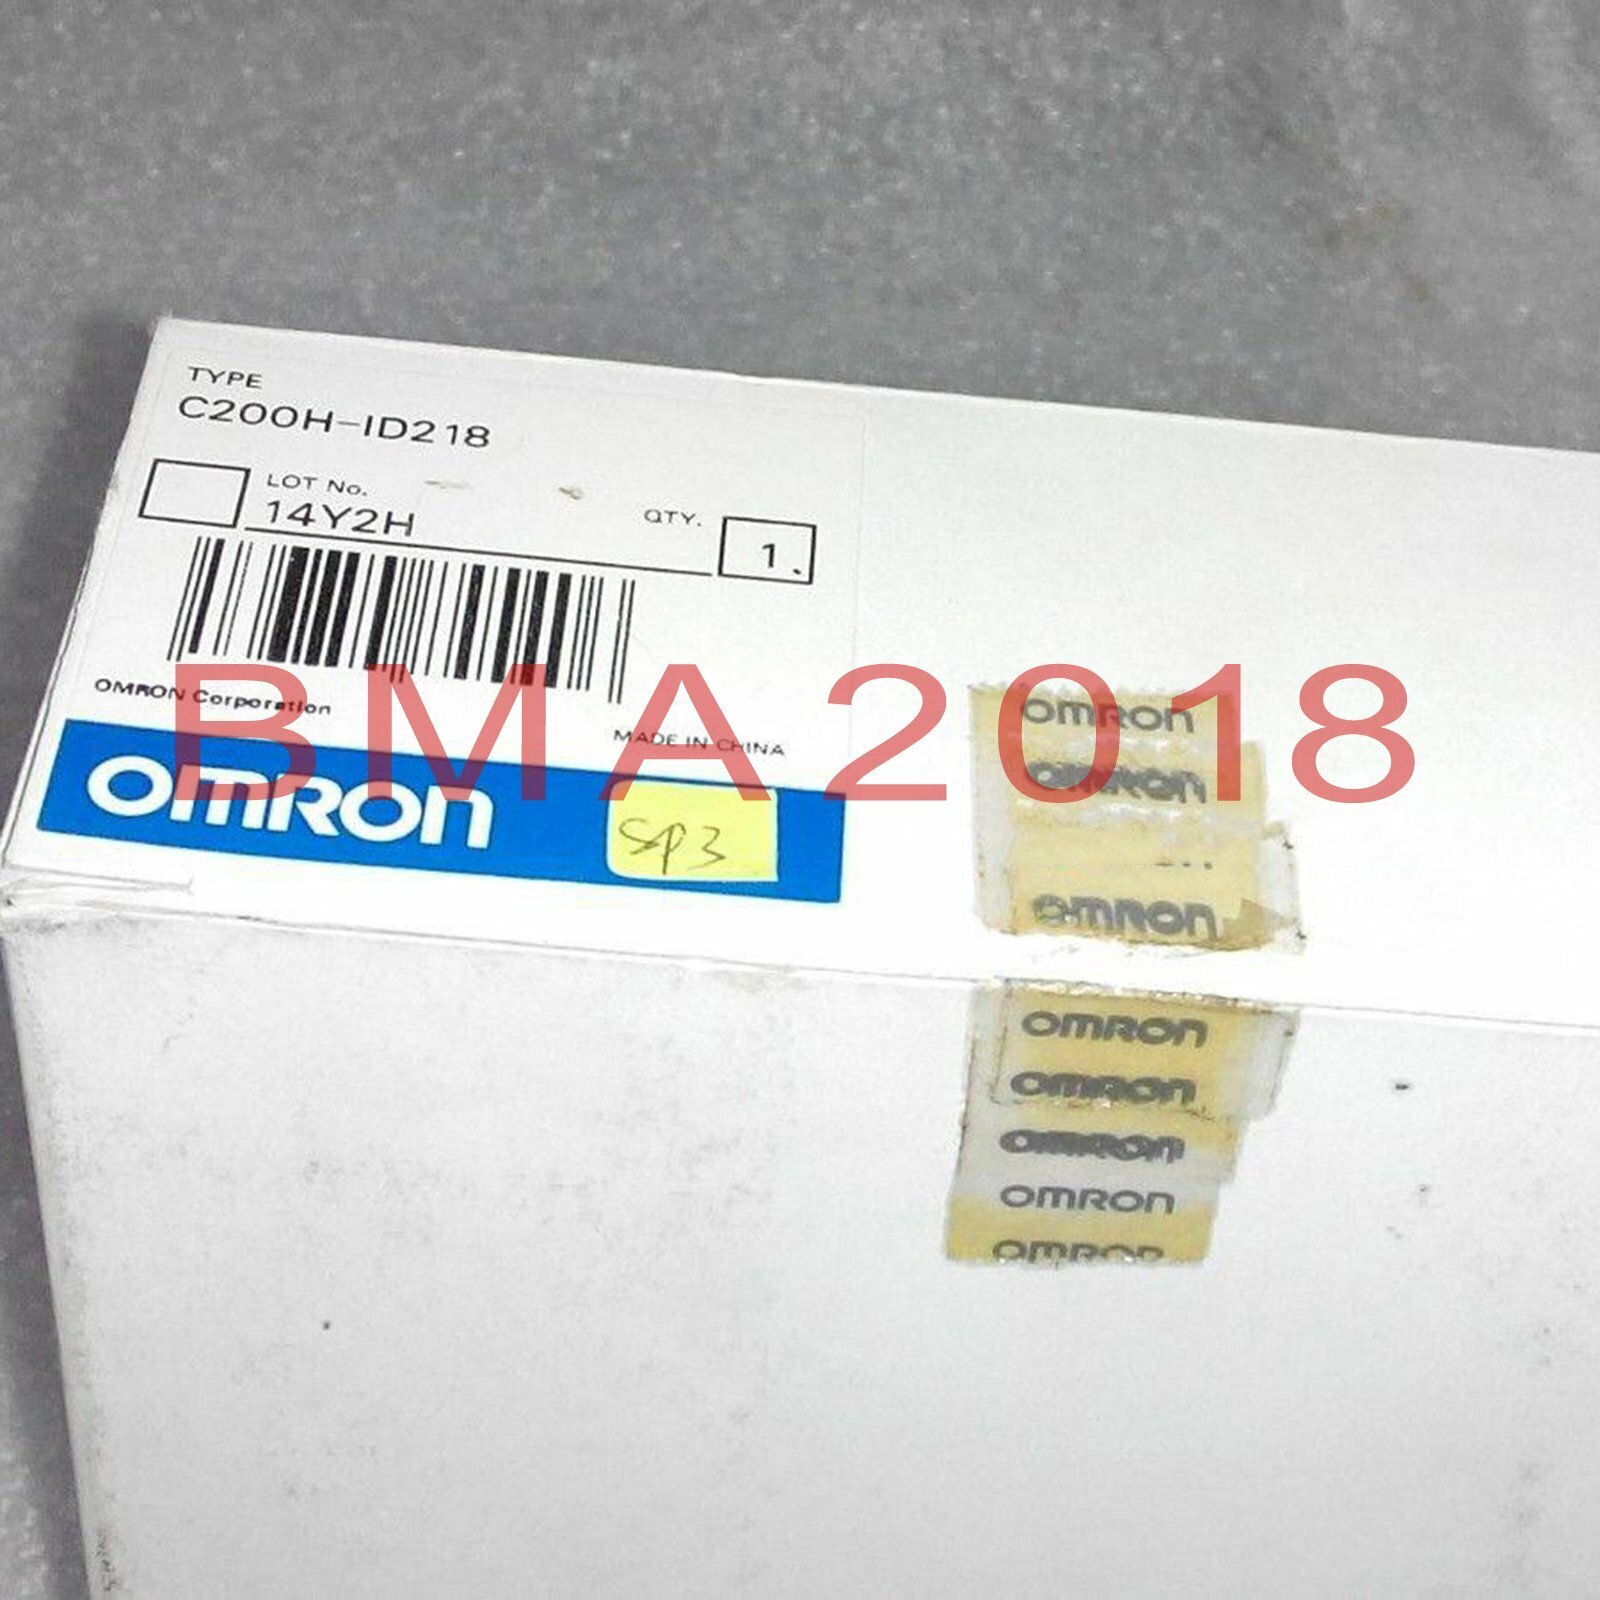 TYPE
C200H-ID218
LOT No.
14Y2H
QTY.
1.
OMRON Corporation
MADE IN CHINA
OMRON
SP3
BMA2018
OMRON
OMRON
OMRON
OMRON
OMRON
OMRON
OMRON
OMRON